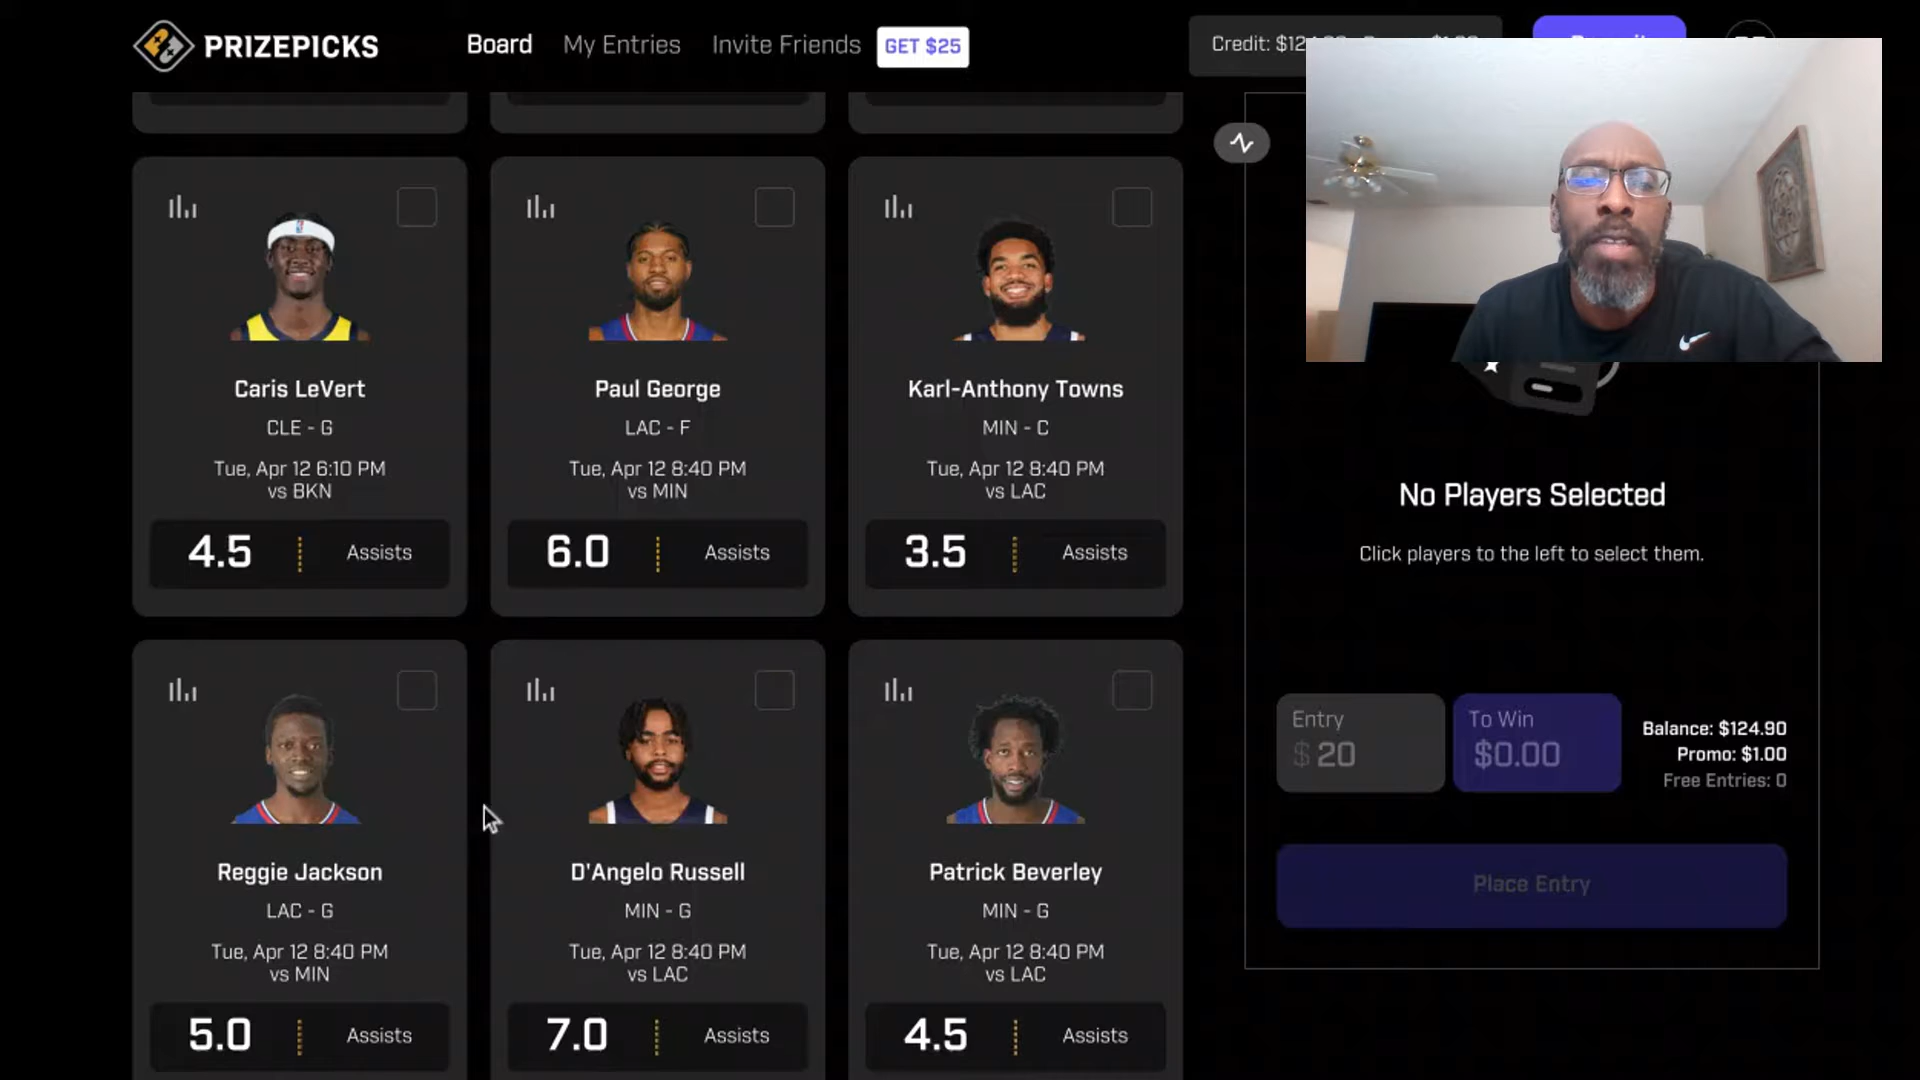 PRIZEPICKS
Board
My Entries
Invite Friends
GET $25
Credit:
Caris LeVert
CLE - G
Tue, Apr 12 6:10 PM
vs BKN
4.5
Assists
Paul George
LAC - F
Tue, Apr 12 8:40 PM
vs MIN
6.0
Assists
Karl-Anthony Towns
MIN - C
Tue, Apr 12 8:40 PM
vs LAC
3.5
Assists
Reggie Jackson
LAC - G
Tue, Apr 12 8:40 PM
vs MIN
5.0
Assists
D'Angelo Russell
MIN - G
Tue, Apr 12 8:40 PM
vs LAC
7.0
Assists
Patrick Beverley
MIN - G
Tue, Apr 12 8:40 PM
vs LAC
4.5
Assists
No Players Selected
Click players to the left to select them.
Entry
$ 20
To Win
$0.00
Balance: $124.90
Promo: $1.00
Free Entries: 0
Place Entry